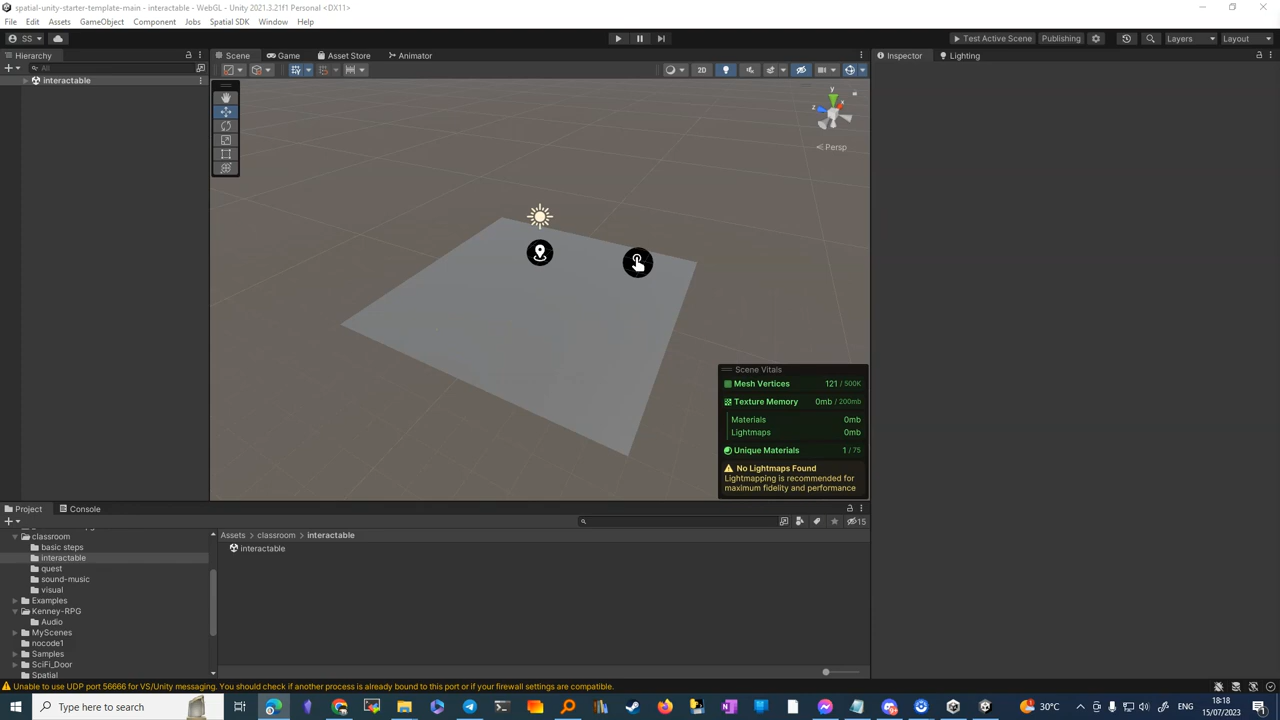 spatial-unity-starter-template-main - interactable - WebGL - Unity 2021.3.21f1 Personal <DX11>
File Edit Assets GameObject Component Jobs Spatial SDK Window Help
SS Test Active Scene Publishing Layers Layout
Hierarchy Scene Game Asset Store Animator Inspector Lighting
All 2D
interactable
y
x
z
Persp
Scene Vitals
Mesh Vertices 121 / 500K
Texture Memory 0mb / 200mb
Materials 0mb
Lightmaps 0mb
Unique Materials 1 / 75
No Lightmaps Found
Lightmapping is recommended for
maximum fidelity and performance
Project Console
15
classroom
basic steps
interactable
quest
sound-music
visual
Examples
Kenney-RPG
Audio
MyScenes
nocode1
Samples
SciFi_Door
Spatial
Assets classroom interactable
interactable
Unable to use UDP port 56666 for VS/Unity messaging. You should check if another process is already bound to this port or if your firewall settings are compatible.
Type here to search 30°C 18:18
15/07/2023